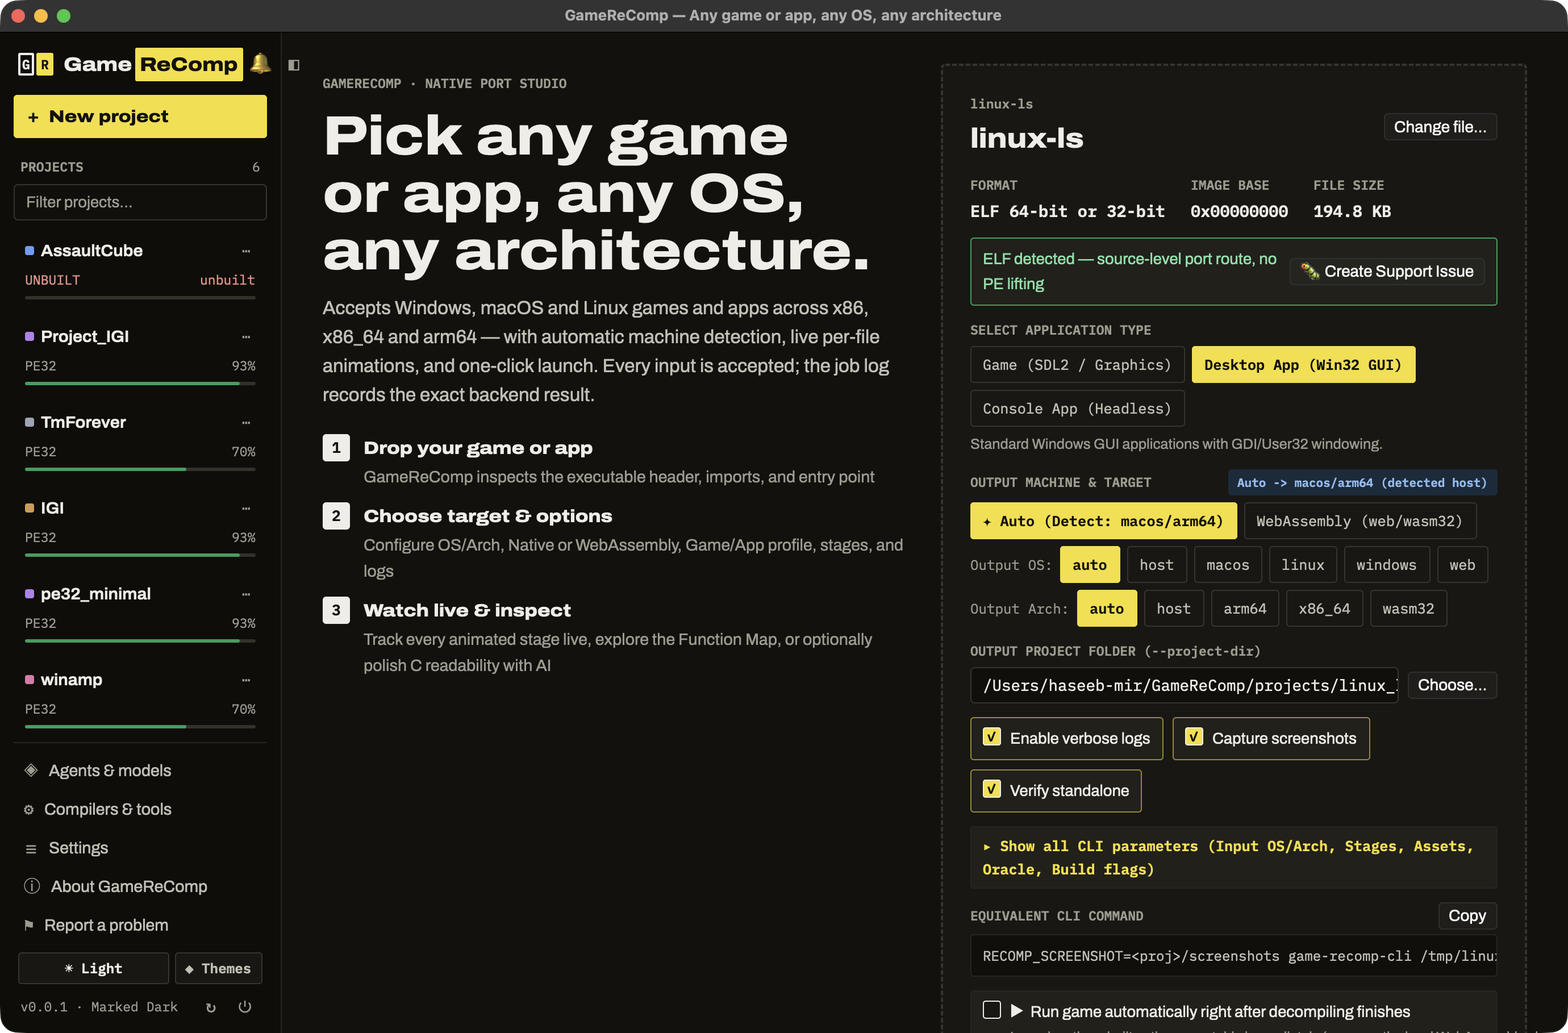 GameReComp — Any game or app, any OS, any architecture
GR Game ReComp
+ New project
PROJECTS 6
Filter projects...
AssaultCube ...
UNBUILT unbuilt
Project_IGI ...
PE32 93%
TmForever ...
PE32 70%
IGI ...
PE32 93%
pe32_minimal ...
PE32 93%
winamp ...
PE32 70%
Agents & models
Compilers & tools
Settings
About GameReComp
Report a problem
Light
Themes
v0.0.1 · Marked Dark
GAMERECOMP · NATIVE PORT STUDIO
Pick any game
or app, any OS,
any architecture.
Accepts Windows, macOS and Linux games and apps across x86,
x86_64 and arm64 — with automatic machine detection, live per-file
animations, and one-click launch. Every input is accepted; the job log
records the exact backend result.
1 Drop your game or app
GameReComp inspects the executable header, imports, and entry point
2 Choose target & options
Configure OS/Arch, Native or WebAssembly, Game/App profile, stages, and
logs
3 Watch live & inspect
Track every animated stage live, explore the Function Map, or optionally
polish C readability with AI
linux-ls
linux-ls
Change file...
FORMAT IMAGE BASE FILE SIZE
ELF 64-bit or 32-bit 0x00000000 194.8 KB
ELF detected — source-level port route, no
PE lifting
Create Support Issue
SELECT APPLICATION TYPE
Game (SDL2 / Graphics) Desktop App (Win32 GUI)
Console App (Headless)
Standard Windows GUI applications with GDI/User32 windowing.
OUTPUT MACHINE & TARGET Auto -> macos/arm64 (detected host)
✦ Auto (Detect: macos/arm64) WebAssembly (web/wasm32)
Output OS: auto host macos linux windows web
Output Arch: auto host arm64 x86_64 wasm32
OUTPUT PROJECT FOLDER (--project-dir)
/Users/haseeb-mir/GameReComp/projects/linux_ Choose...
Enable verbose logs Capture screenshots
Verify standalone
▸ Show all CLI parameters (Input OS/Arch, Stages, Assets,
Oracle, Build flags)
EQUIVALENT CLI COMMAND Copy
RECOMP_SCREENSHOT=<proj>/screenshots game-recomp-cli /tmp/linu
▶ Run game automatically right after decompiling finishes